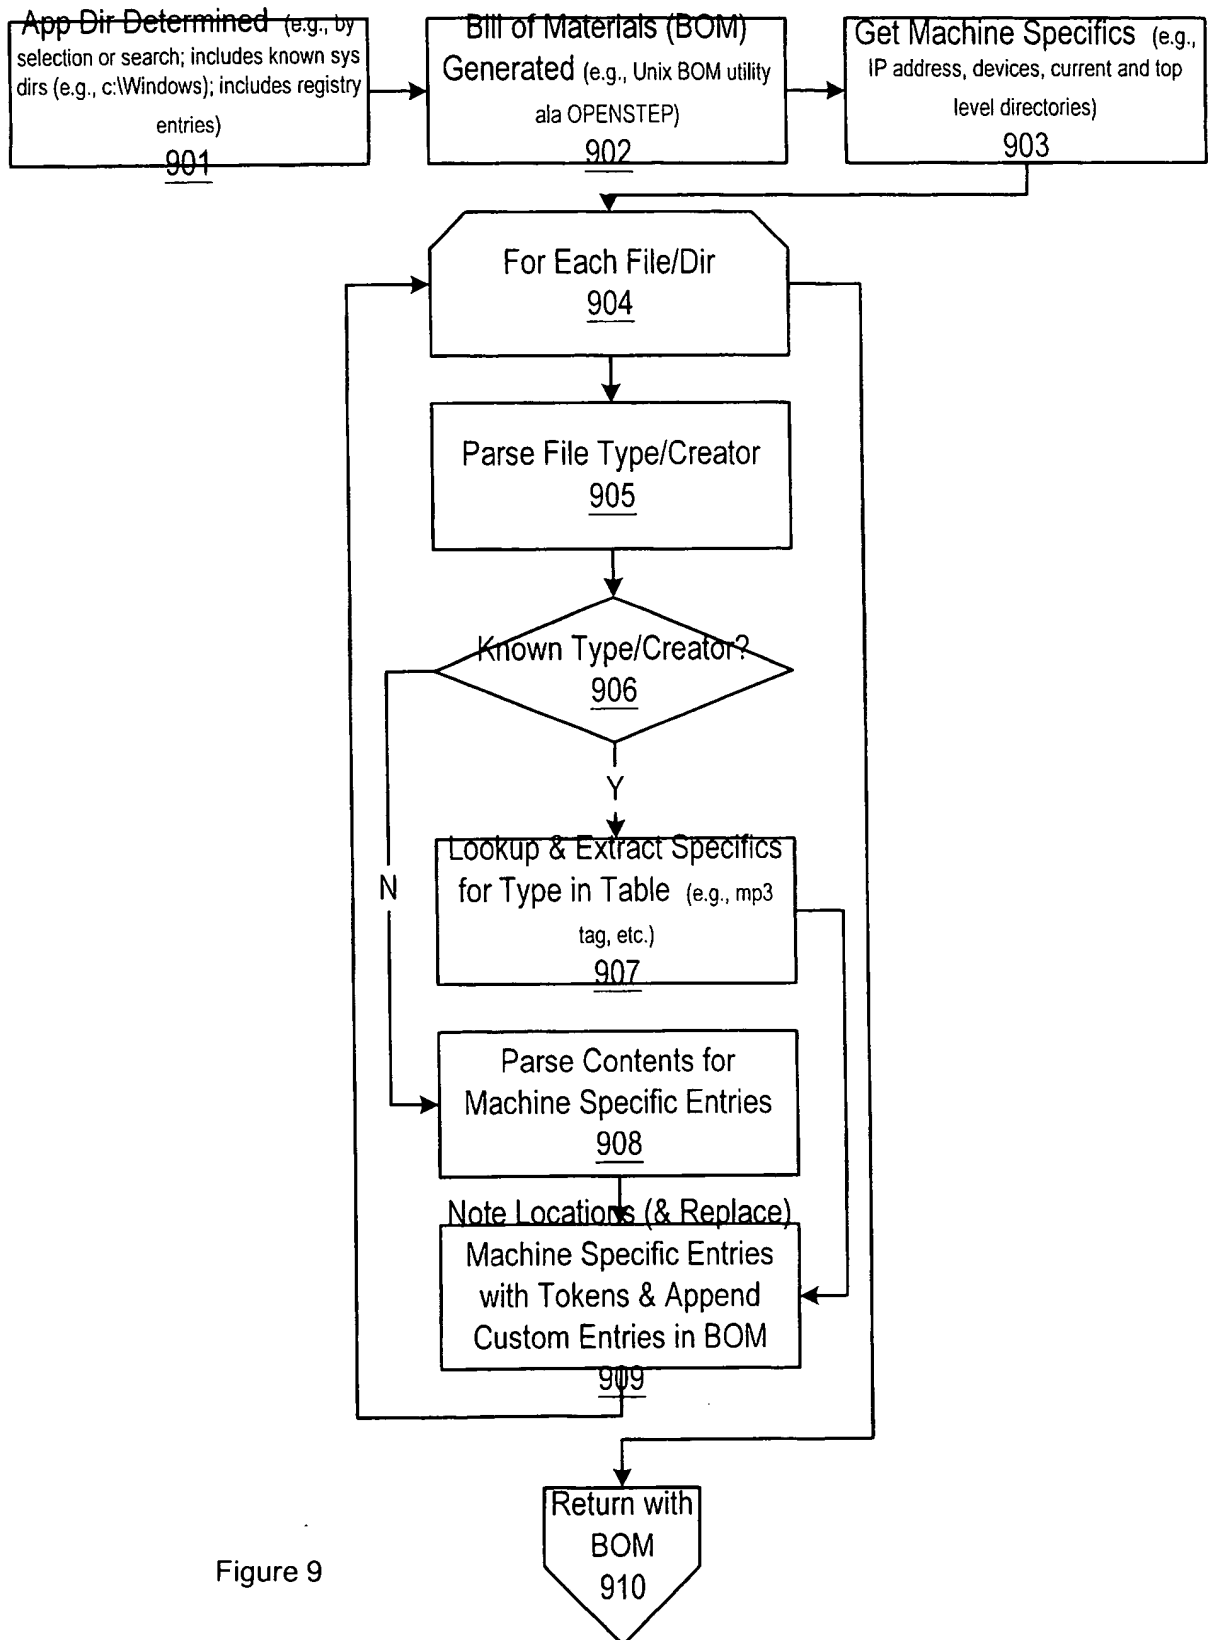 App Dir Determined (e.g., by
selection or search; includes known sys
dirs (e.g., c:\Windows); includes registry
entries)
901
Bill of Materials (BOM)
Generated (e.g., Unix BOM utility
ala OPENSTEP)
902
Get Machine Specifics (e.g.,
IP address, devices, current and top
level directories)
903
For Each File/Dir
904
Parse File Type/Creator
905
Known Type/Creator?
906
Y
N
Lookup & Extract Specifics
for Type in Table (e.g., mp3
tag, etc.)
907
Parse Contents for
Machine Specific Entries
908
Note Locations (& Replace)
Machine Specific Entries
with Tokens & Append
Custom Entries in BOM
909
Return with
BOM
910
Figure 9